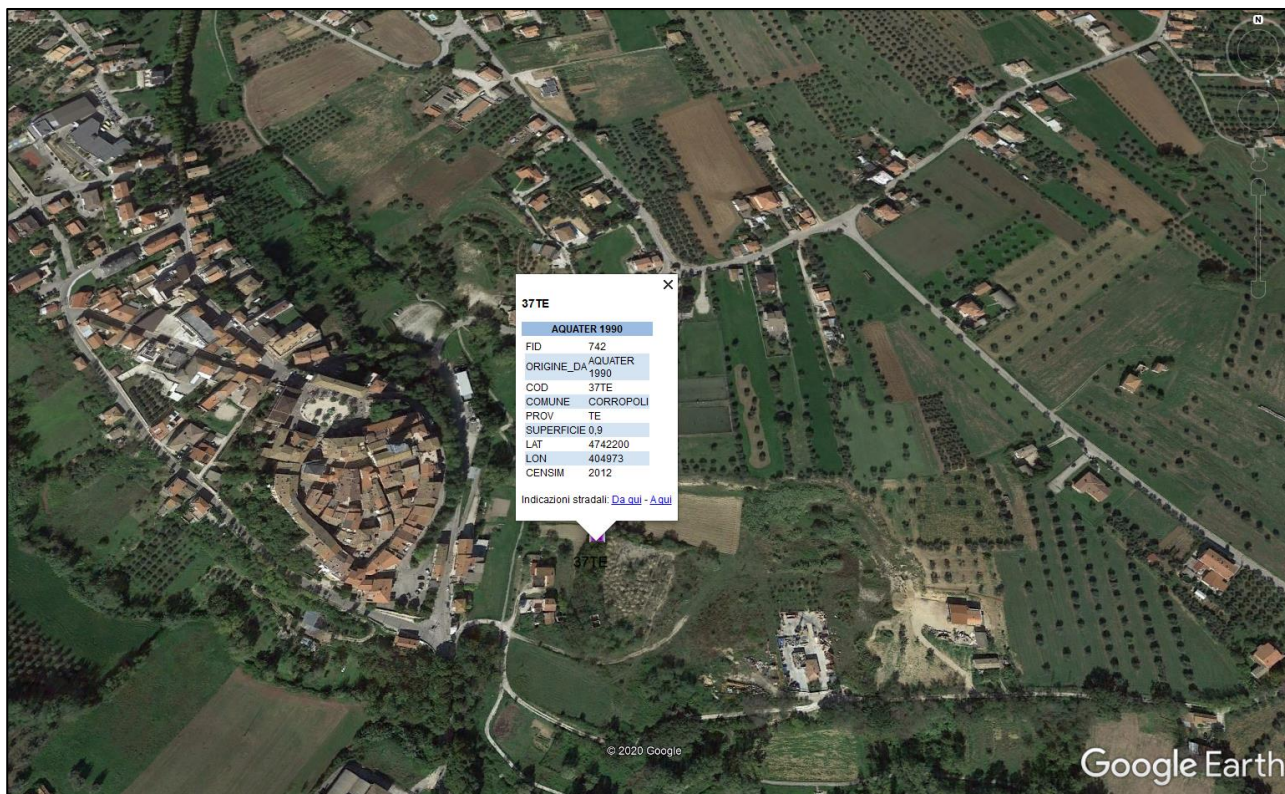 N
37TE
AQUATER 1990
FID 742
ORIGINE_DA AQUATER 1990
COD 37TE
COMUNE CORROPOLI
PROV TE
SUPERFICIE 0,9
LAT 4742200
LON 404973
CENSIM 2012
Indicazioni stradali: Da qui - A qui
37TE
© 2020 Google
Google Earth